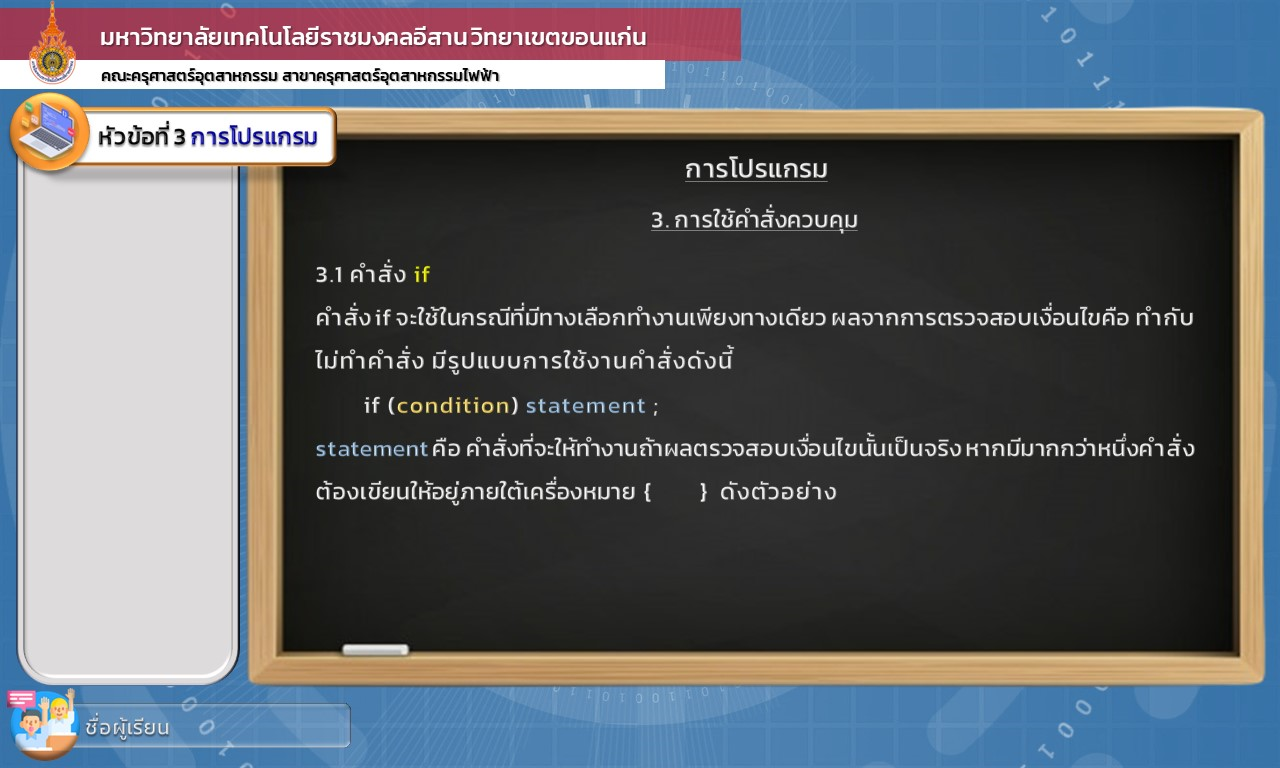 มหาวิทยาลัยเทคโนโลยีราชมงคลอีสาน วิทยาเขตขอนแก่น
คณะครุศาสตร์อุตสาหกรรม สาขาครุศาสตร์อุตสาหกรรมไฟฟ้า
หัวข้อที่ 3 การโปรแกรม
การโปรแกรม
3. การใช้คำสั่งควบคุม
3.1 คำสั่ง if
คำสั่ง if จะใช้ในกรณีที่มีทางเลือกทำงานเพียงทางเดียว ผลจากการตรวจสอบเงื่อนไขคือ ทำกับ
ไม่ทำคำสั่ง มีรูปแบบการใช้งานคำสั่งดังนี้
if (condition) statement ;
statement คือ คำสั่งที่จะให้ทำงานถ้าผลตรวจสอบเงื่อนไขนั้นเป็นจริง หากมีมากกว่าหนึ่งคำสั่ง
ต้องเขียนให้อยู่ภายใต้เครื่องหมาย { } ดังตัวอย่าง
ชื่อผู้เรียน